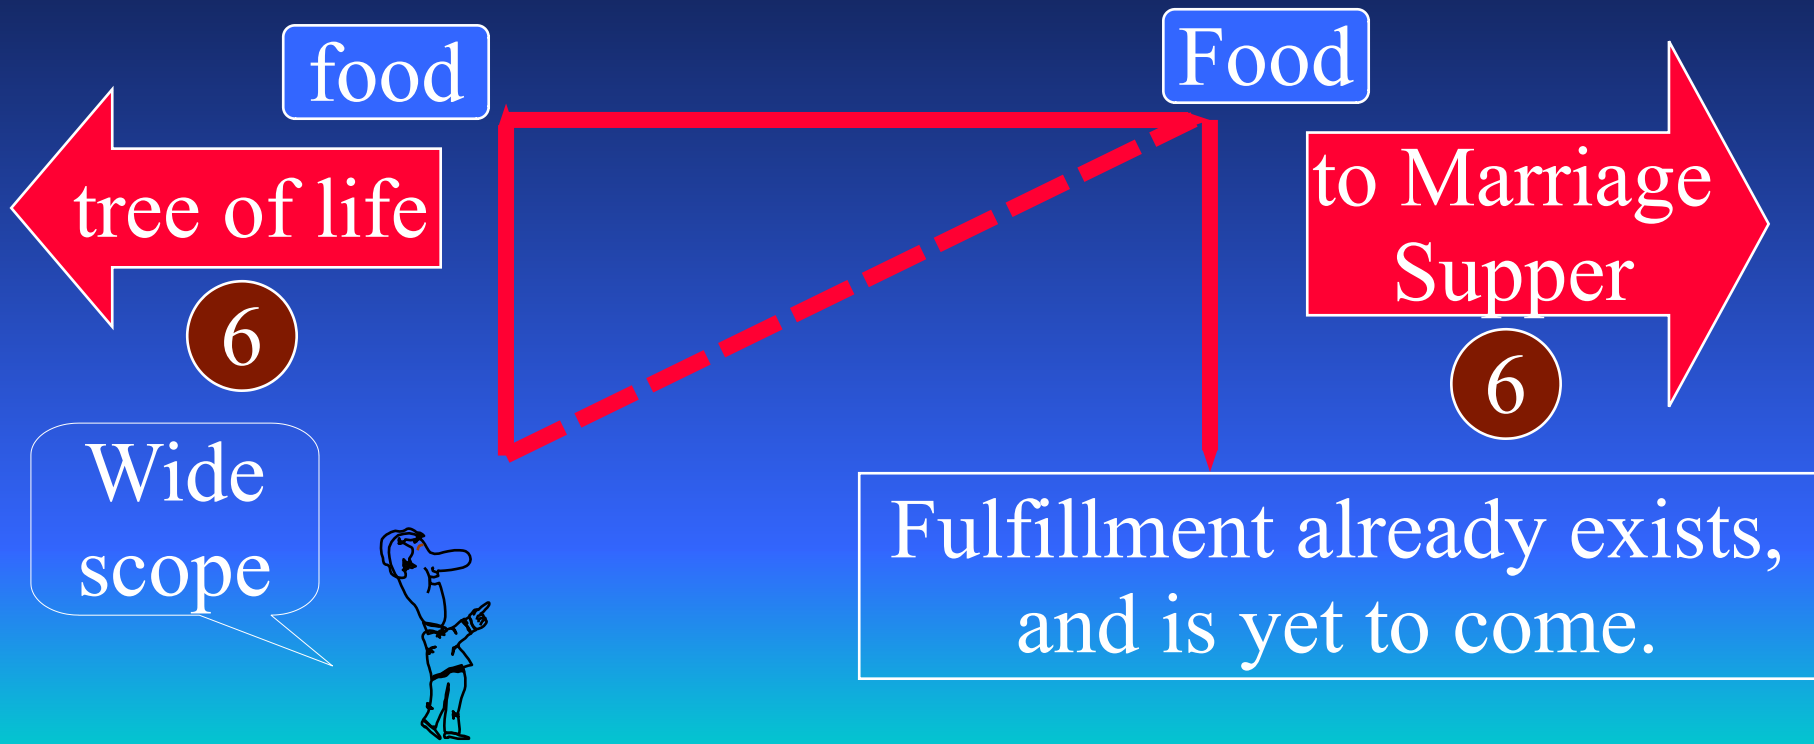 food
Food
tree of life
to Marriage
Supper
6
6
Wide
scope
Fulfillment already exists,
and is yet to come.